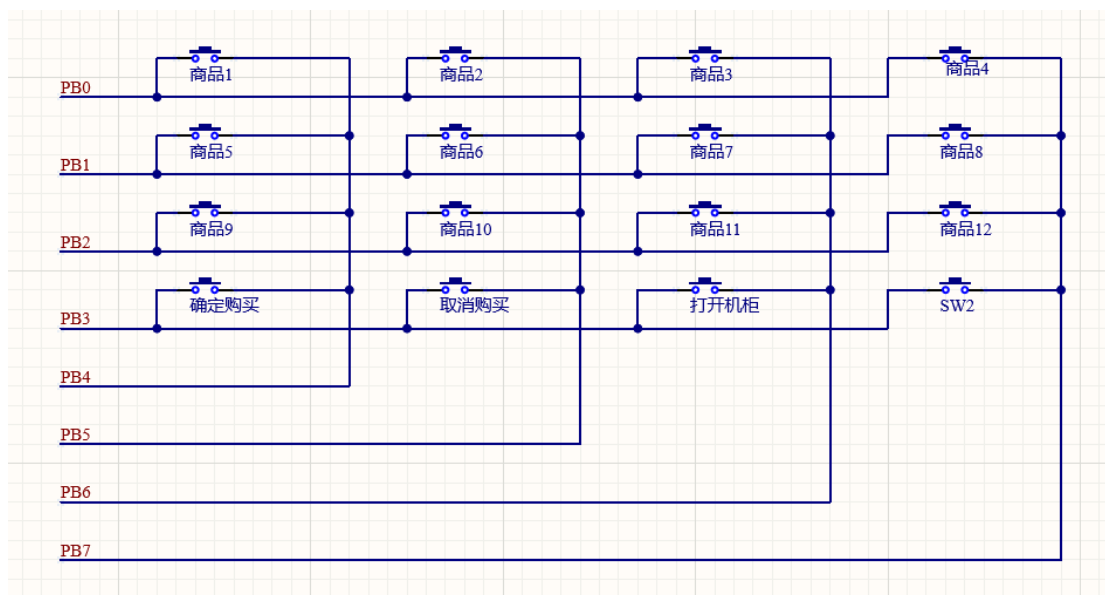 商品1 商品2 商品3 商品4
PB0
商品5 商品6 商品7 商品8
PB1
商品9 商品10 商品11 商品12
PB2
确定购买 取消购买 打开机柜 SW2
PB3
PB4
PB5
PB6
PB7